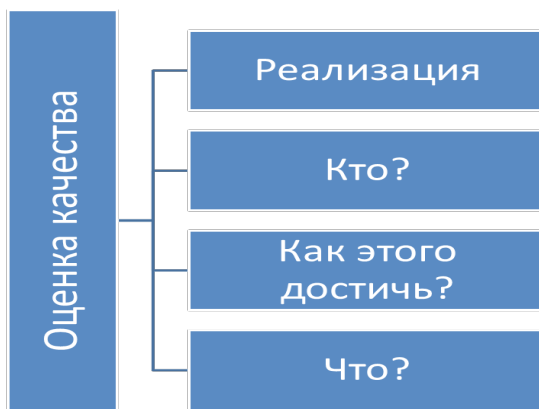 Оценка качества
Реализация
Кто?
Как этого
достичь?
Что?